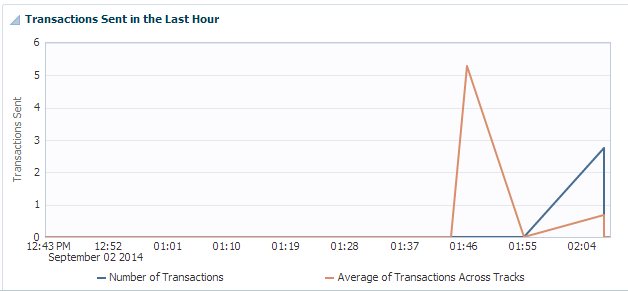 Transactions Sent in the Last Hour
Transactions Sent
6
5
4
3
2
1
0
12:43 PM 12:52 01:01 01:10 01:19 01:28 01:37 01:46 01:55 02:04
September 02 2014
Number of Transactions Average of Transactions Across Tracks